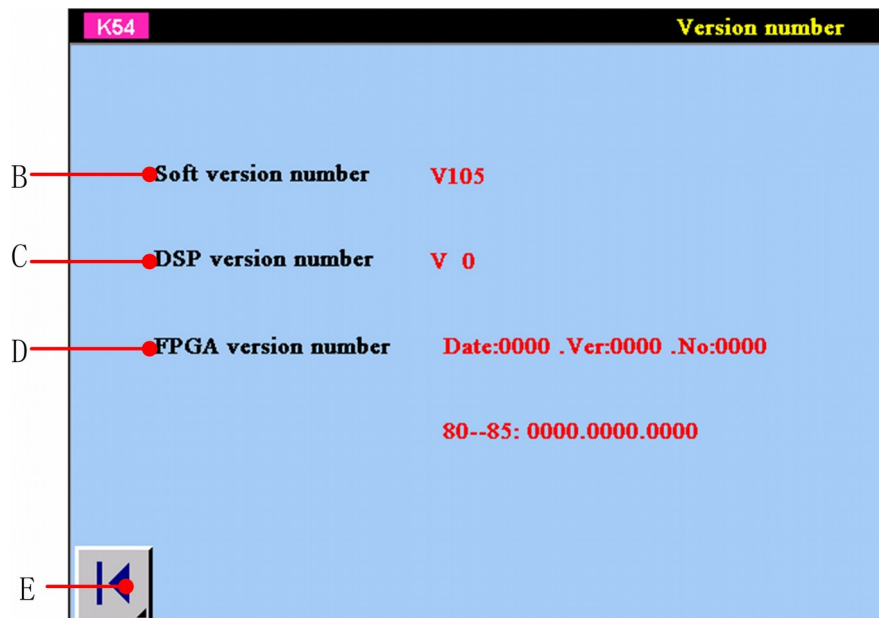 K54 Version number
B Soft version number V105
C DSP version number V 0
D FPGA version number Date:0000 .Ver:0000 .No:0000
80--85: 0000.0000.0000
E